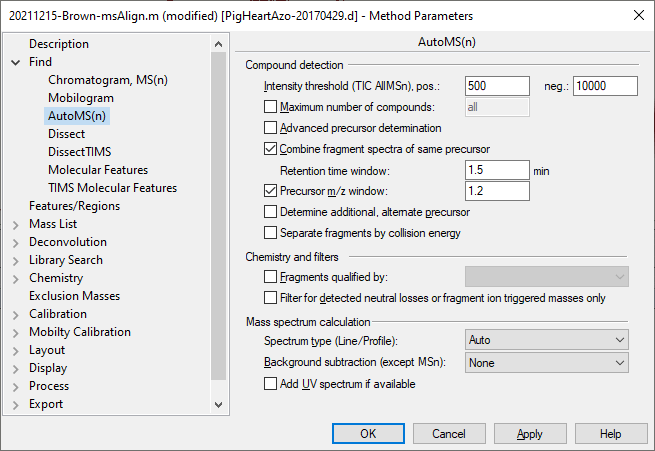 20211215-Brown-msAlign.m (modified) [PigHeartAzo-20170429.d] - Method Parameters
Description
Find
Chromatogram, MS(n)
Mobilogram
AutoMS(n)
Dissect
DissectTIMS
Molecular Features
TIMS Molecular Features
Features/Regions
Mass List
Deconvolution
Library Search
Chemistry
Exclusion Masses
Calibration
Mobilty Calibration
Layout
Display
Process
Export
AutoMS(n)
Compound detection
Intensity threshold (TIC AllMSn), pos.: 500 neg.: 10000
Maximum number of compounds: all
Advanced precursor determination
Combine fragment spectra of same precursor
Retention time window: 1.5 min
Precursor m/z window: 1.2
Determine additional, alternate precursor
Separate fragments by collision energy
Chemistry and filters
Fragments qualified by:
Filter for detected neutral losses or fragment ion triggered masses only
Mass spectrum calculation
Spectrum type (Line/Profile): Auto
Background subtraction (except MSn): None
Add UV spectrum if available
OK Cancel Apply Help